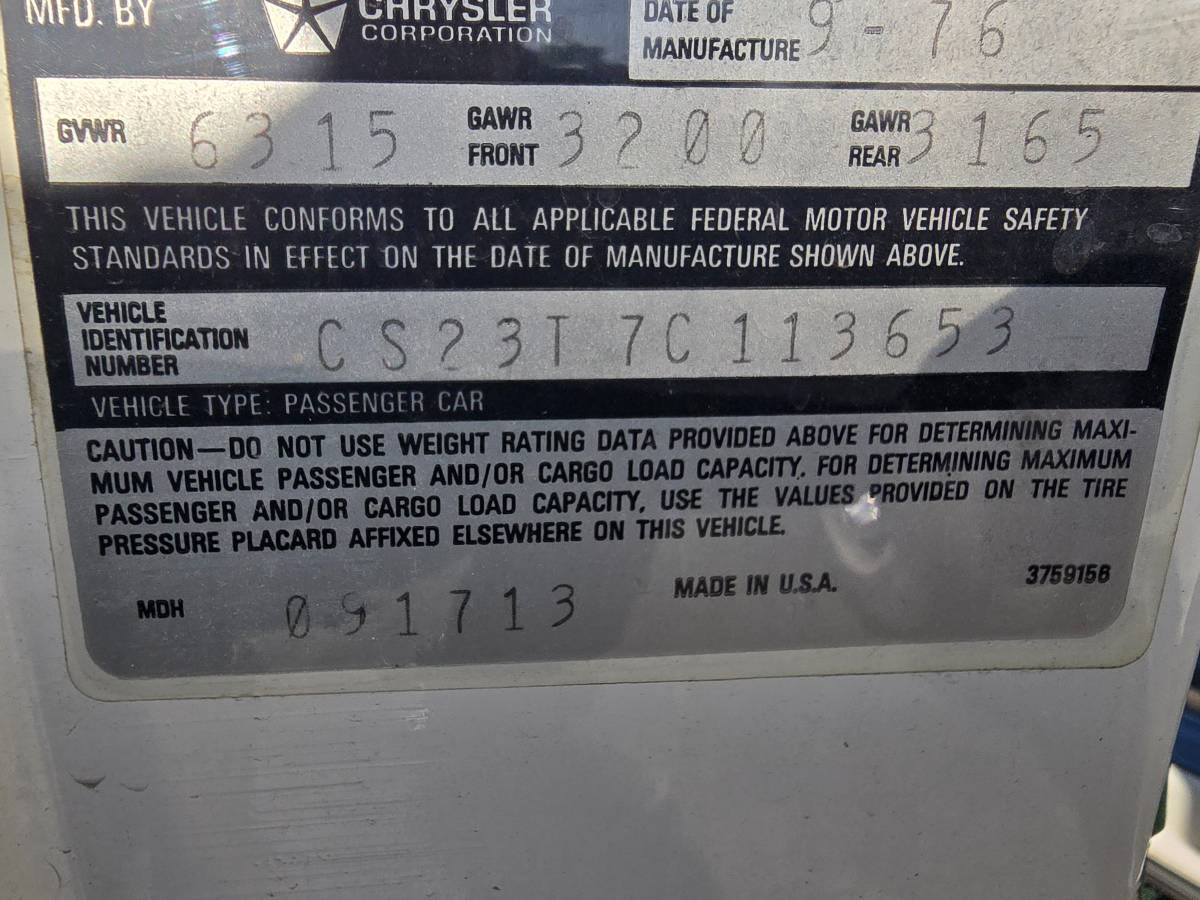 MFD. BY CHRYSLER CORPORATION
DATE OF MANUFACTURE 9-76
GVWR 6315 GAWR FRONT 3200 GAWR REAR 3165
THIS VEHICLE CONFORMS TO ALL APPLICABLE FEDERAL MOTOR VEHICLE SAFETY
STANDARDS IN EFFECT ON THE DATE OF MANUFACTURE SHOWN ABOVE.
VEHICLE IDENTIFICATION NUMBER CS23T7C113653
VEHICLE TYPE: PASSENGER CAR
CAUTION—DO NOT USE WEIGHT RATING DATA PROVIDED ABOVE FOR DETERMINING MAXI-
MUM VEHICLE PASSENGER AND/OR CARGO LOAD CAPACITY. FOR DETERMINING MAXIMUM
PASSENGER AND/OR CARGO LOAD CAPACITY, USE THE VALUES PROVIDED ON THE TIRE
PRESSURE PLACARD AFFIXED ELSEWHERE ON THIS VEHICLE.
MDH 091713 MADE IN U.S.A. 3759156